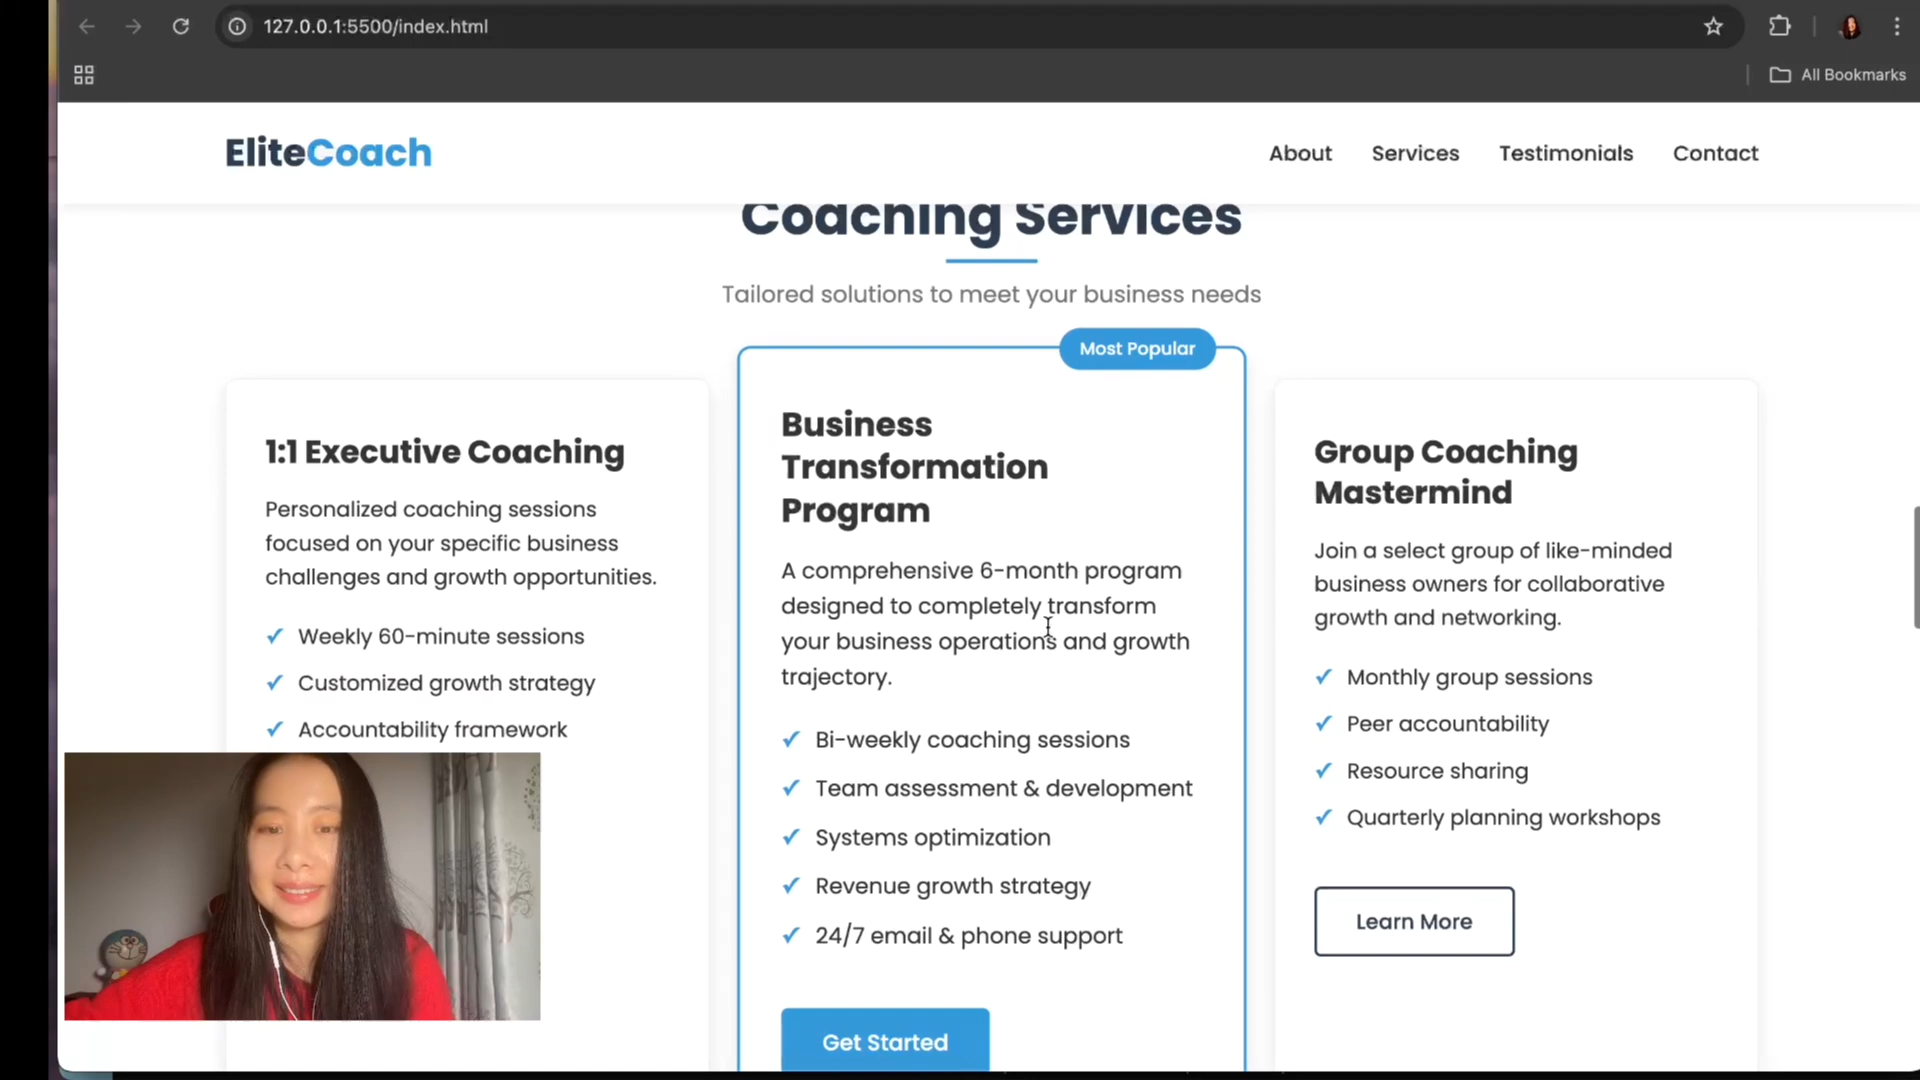 127.0.0.1:5500/index.html
All Bookmarks
EliteCoach
About
Services
Testimonials
Contact
Coaching Services
Tailored solutions to meet your business needs
1:1 Executive Coaching
Personalized coaching sessions
focused on your specific business
challenges and growth opportunities.
✓ Weekly 60-minute sessions
✓ Customized growth strategy
✓ Accountability framework
Most Popular
Business
Transformation
Program
A comprehensive 6-month program
designed to completely transform
your business operations and growth
trajectory.
✓ Bi-weekly coaching sessions
✓ Team assessment & development
✓ Systems optimization
✓ Revenue growth strategy
✓ 24/7 email & phone support
Get Started
Group Coaching
Mastermind
Join a select group of like-minded
business owners for collaborative
growth and networking.
✓ Monthly group sessions
✓ Peer accountability
✓ Resource sharing
✓ Quarterly planning workshops
Learn More